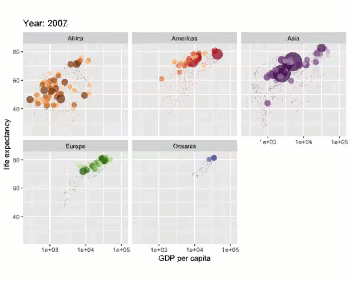 Year: 2007
Africa
Americas
Asia
80
60
40
1e+03
1e+04
1e+05
Europe
Oceania
80
60
40
1e+03
1e+04
1e+05
1e+03
1e+04
1e+05
life expectancy
GDP per capita